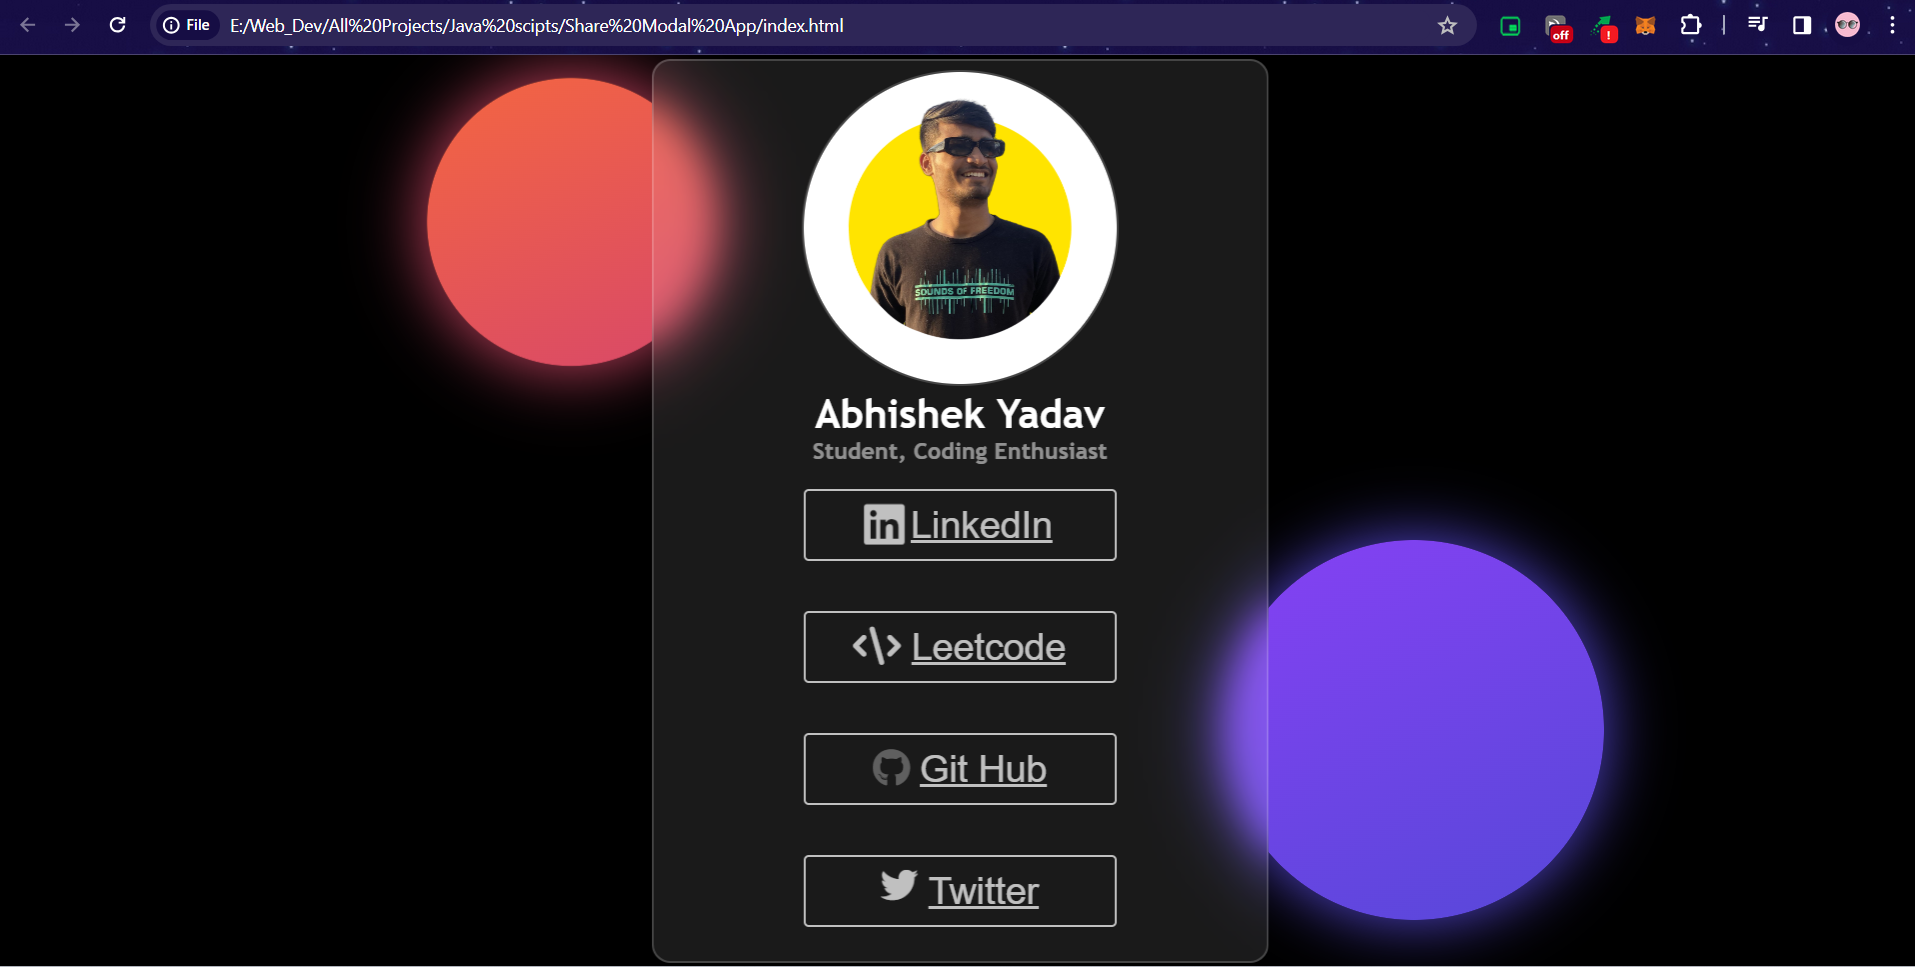 File E:/Web_Dev/All%20Projects/Java%20scipts/Share%20Modal%20App/index.html
off
!
SOUNDS OF FREEDOM
Abhishek Yadav
Student, Coding Enthusiast
in LinkedIn
Leetcode
Git Hub
Twitter